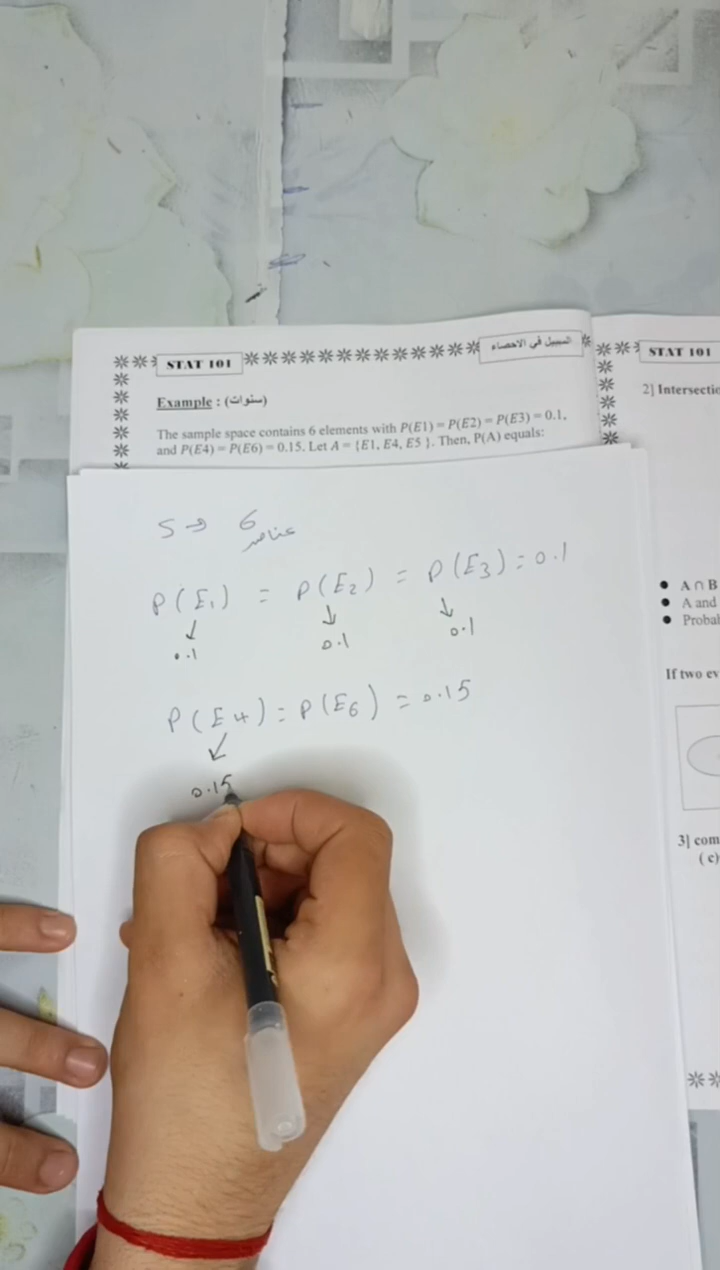 STAT 101
السبيل في الاحصاء
Example : (سنوات)
The sample space contains 6 elements with P(E1) = P(E2) = P(E3) = 0.1,
and P(E4) = P(E6) = 0.15. Let A = {E1, E4, E5 }. Then, P(A) equals:
S → 6
عناصر
P(E1) = P(E2) = P(E3) = 0.1
↓ ↓ ↓
0.1 0.1 0.1
P(E4) = P(E6) = 0.15
↓
0.15
STAT 101
2] Intersectio
A ∩ B
A and
Probab
If two ev
3] com
( c)